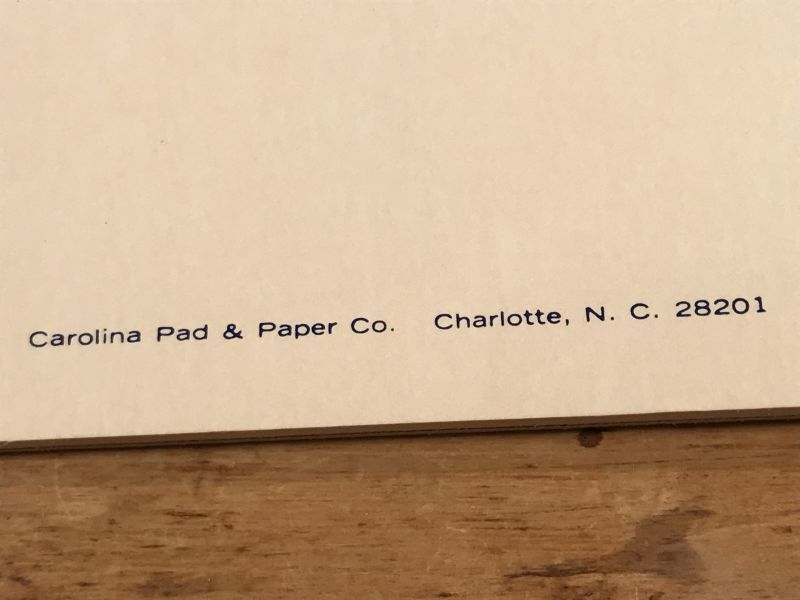 Carolina Pad & Paper Co. Charlotte, N. C. 28201